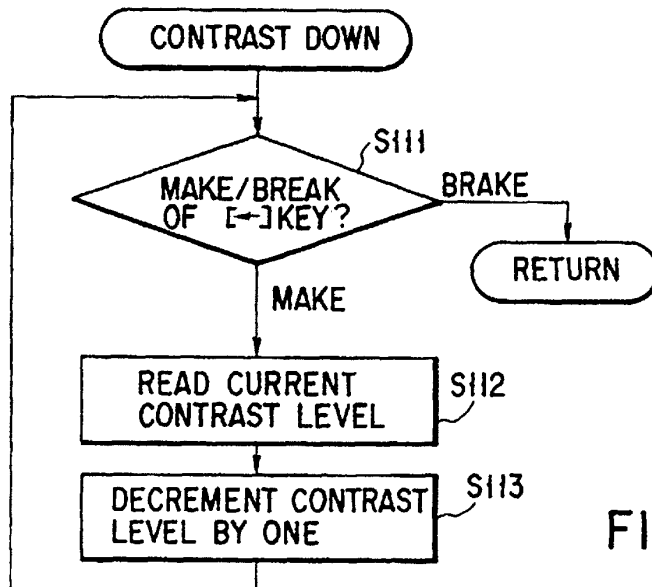 CONTRAST DOWN
S111
MAKE/BREAK
OF [←]KEY?
BRAKE
RETURN
MAKE
READ CURRENT
CONTRAST LEVEL
S112
DECREMENT CONTRAST
LEVEL BY ONE
S113
FI